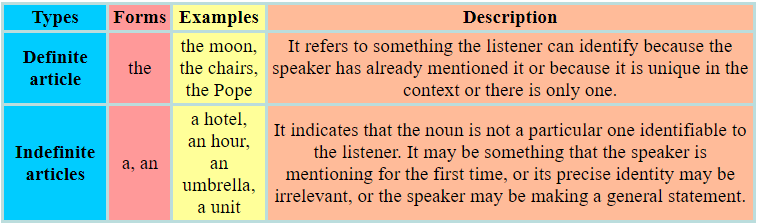 Types Forms Examples Description
Definite
article
the
the moon,
the chairs,
the Pope
It refers to something the listener can identify because the
speaker has already mentioned it or because it is unique in the
context or there is only one.
Indefinite
articles
a, an
a hotel,
an hour,
an
umbrella,
a unit
It indicates that the noun is not a particular one identifiable to
the listener. It may be something that the speaker is
mentioning for the first time, or its precise identity may be
irrelevant, or the speaker may be making a general statement.